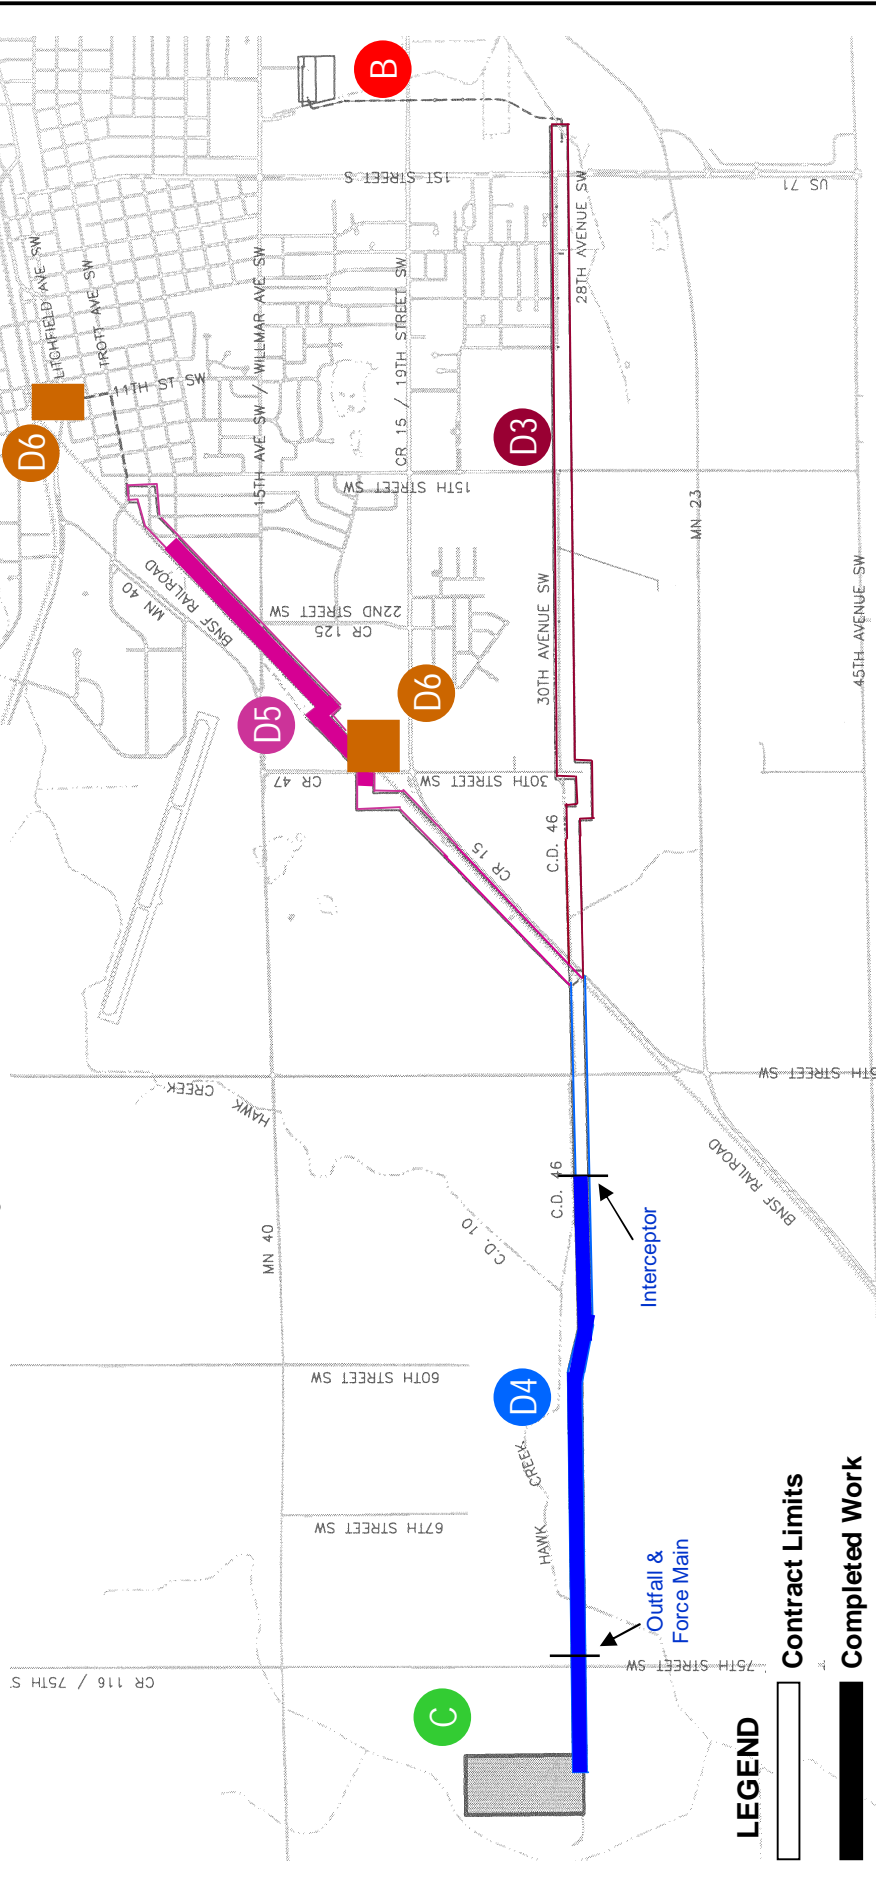 B
1ST STREET S
US 71
28TH AVENUE SW
LITCHFIELD AVE SW
TROTT AVE SW
11TH ST SW
D6
15TH AVE SW / WILLMAR AVE SW
CR 15 / 19TH STREET SW
D3
15TH STREET SW
MN 23
BNSF RAILROAD
MN 40
22ND STREET SW
CR 125
30TH AVENUE SW
45TH AVENUE SW
D5
D6
CR 47
30TH STREET SW
C.D. 46
CR 15
HAWK
CREEK
45TH STREET SW
BNSF RAILROAD
C.D. 46
MN 40
C.D. 10
Interceptor
60TH STREET SW
D4
HAWK
CREEK
67TH STREET SW
Outfall &
Force Main
CR 116 / 75TH S
75TH STREET SW
C
LEGEND
Contract Limits
Completed Work